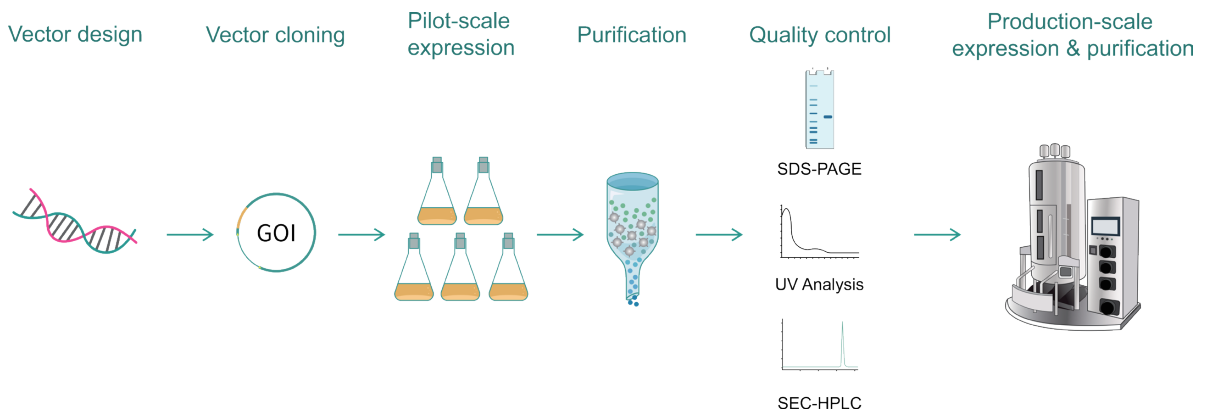 Vector design
Vector cloning
Pilot-scale
expression
Purification
Quality control
Production-scale
expression & purification
GOI
SDS-PAGE
UV Analysis
SEC-HPLC